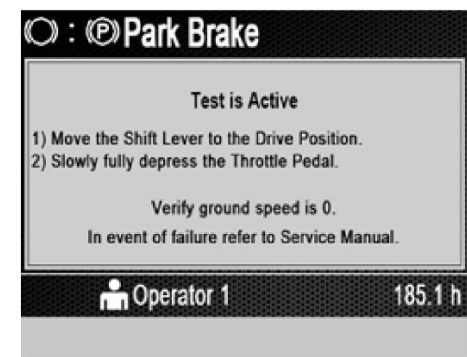 : (P) Park Brake
Test is Active
1) Move the Shift Lever to the Drive Position.
2) Slowly fully depress the Throttle Pedal.
Verify ground speed is 0.
In event of failure refer to Service Manual.
Operator 1
185.1 h